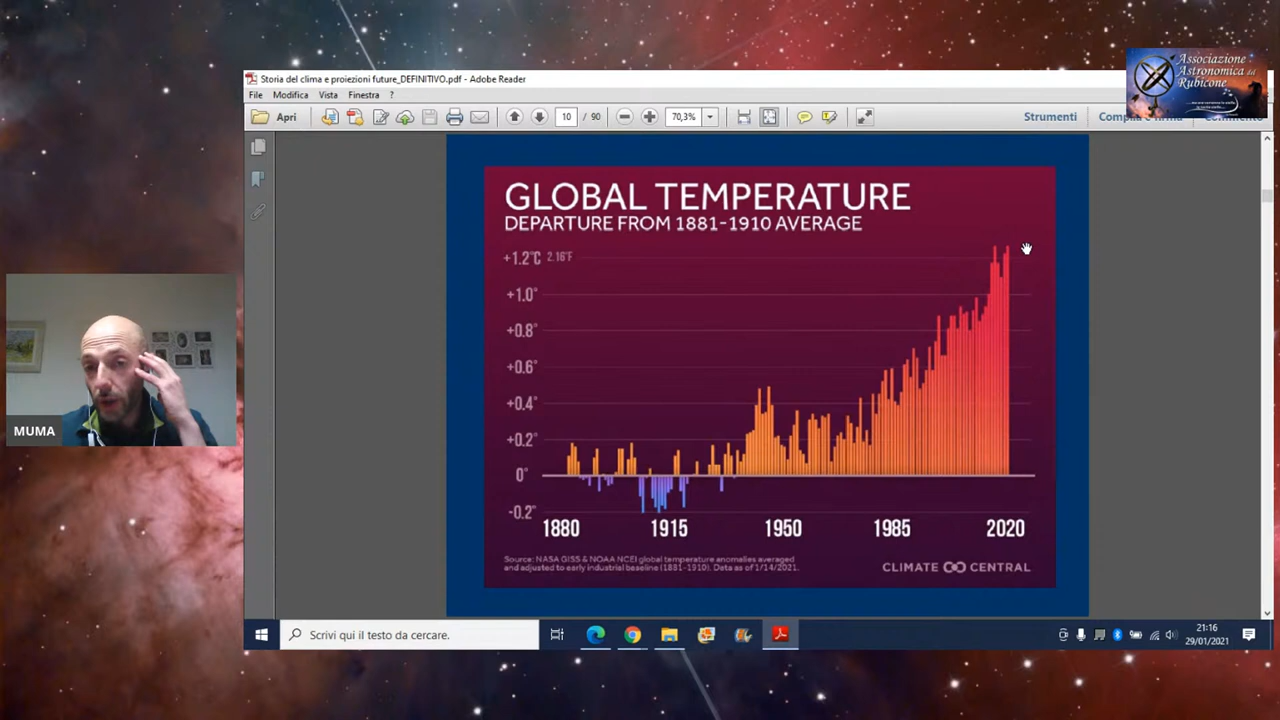 Associazione
Astronomica del
Rubicone
Storia del clima e proiezioni future_DEFINITIVO.pdf - Adobe Reader
File Modifica Vista Finestra ?
Apri 10 / 90 70,3% Strumenti
GLOBAL TEMPERATURE
DEPARTURE FROM 1881-1910 AVERAGE
+1.2°C 2.16°F
+1.0°
+0.8°
+0.6°
+0.4°
+0.2°
0°
-0.2°
1880 1915 1950 1985 2020
Source: NASA GISS & NOAA NCEI global temperature anomalies averaged
and adjusted to early industrial baseline (1881-1910). Data as of 1/14/2021.
CLIMATE CENTRAL
MUMA
Scrivi qui il testo da cercare.
21:16
29/01/2021